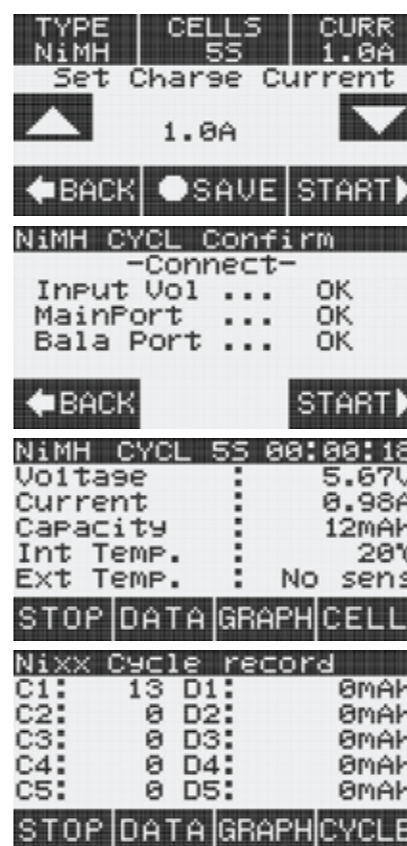 TYPE CELLS CURR
NiMH 5S 1.0A
Set Charge Current
1.0A
BACK SAVE START
NiMH CYCL Confirm
-Connect-
Input Vol ... OK
MainPort ... OK
Bala Port ... OK
BACK START
NiMH CYCL 5S 00:00:18
Voltage : 5.67V
Current : 0.98A
Capacity : 12mAh
Int Temp. : 20℃
Ext Temp. : No sens
STOP DATA GRAPH CELL
Nixx Cycle record
C1: 13 D1: 0mAh
C2: 0 D2: 0mAh
C3: 0 D3: 0mAh
C4: 0 D4: 0mAh
C5: 0 D5: 0mAh
STOP DATA GRAPH CYCLE